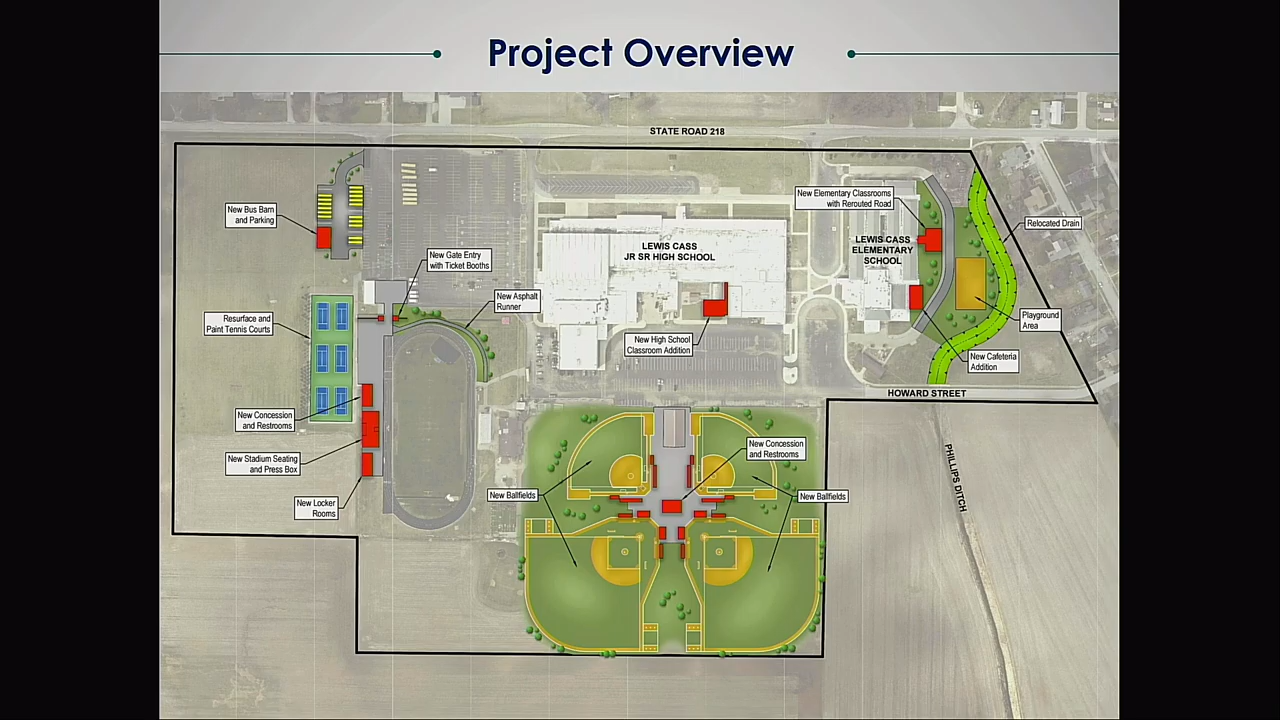 Project Overview
STATE ROAD 218
New Elementary Classrooms
with Rerouted Road
New Bus Barn
and Parking
Relocated Drain
LEWIS CASS
JR SR HIGH SCHOOL
LEWIS CASS
ELEMENTARY
SCHOOL
New Gate Entry
with Ticket Booths
New Asphalt
Runner
Resurface and
Paint Tennis Courts
Playground
Area
New High School
Classroom Addition
New Cafeteria
Addition
HOWARD STREET
New Concession
and Restrooms
New Concession
and Restrooms
New Stadium Seating
and Press Box
PHILLIPS DITCH
New Ballfields
New Ballfields
New Locker
Rooms